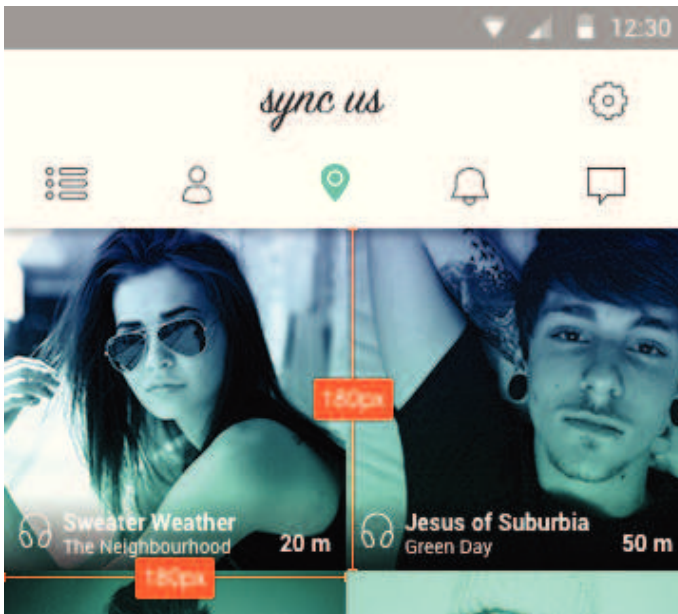 12:30
sync us
180px
Sweater Weather
The Neighbourhood
20 m
Jesus of Suburbia
Green Day
50 m
180px